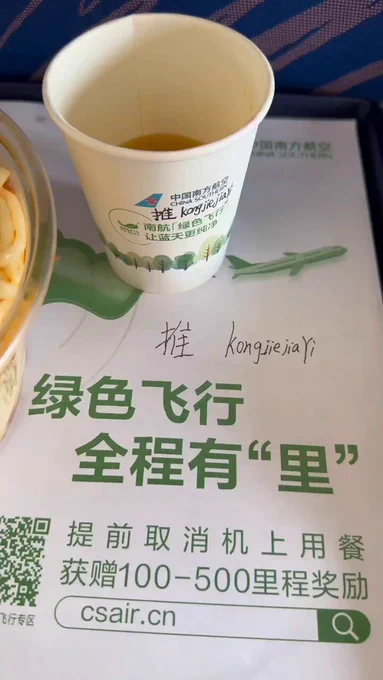 中国南方航空
CHINA SOUTHERN
推 kongjiejiayi
南航「绿色飞行」
让蓝天更纯净
中国南方航空
CHINA SOUTHERN
推 kongjiejiayi
绿色飞行
全程有“里”
提前取消机上用餐
获赠100-500里程奖励
csair.cn
飞行专区